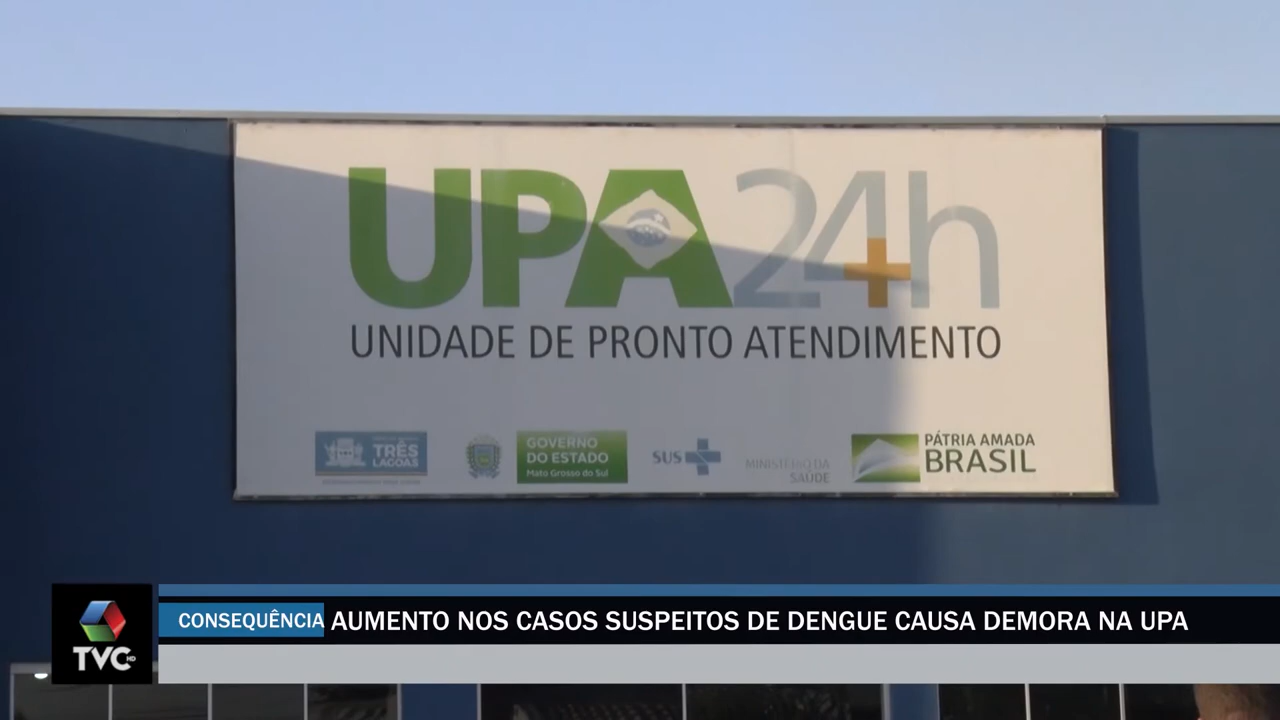 UPA24h
UNIDADE DE PRONTO ATENDIMENTO
TRÊS
LAGOAS
GOVERNO
DO ESTADO
Mato Grosso do Sul
SUS
MINISTÉRIO DA
SAÚDE
PÁTRIA AMADA
BRASIL
CONSEQUÊNCIA AUMENTO NOS CASOS SUSPEITOS DE DENGUE CAUSA DEMORA NA UPA
TVC HD